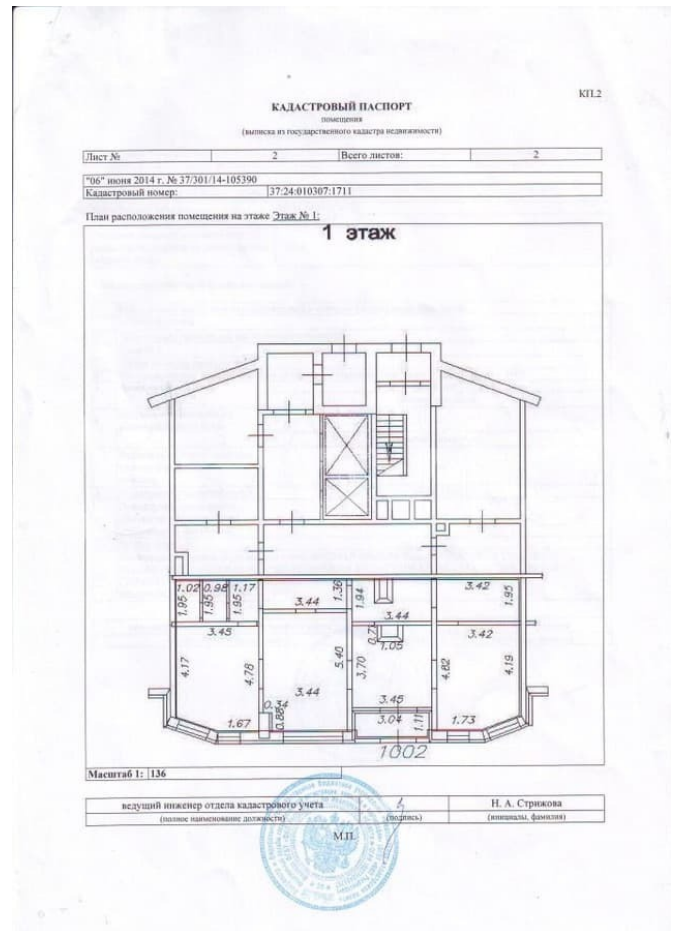 КП.2
КАДАСТРОВЫЙ ПАСПОРТ
помещения
(выписка из государственного кадастра недвижимости)
Лист № 2 Всего листов: 2
"06" июня 2014 г. № 37/301/14-105390
Кадастровый номер: 37:24:010307:1711
План расположения помещения на этаже Этаж № 1:
1 этаж
1.02 0.98 1.17 1.36 1.94 3.42 1.95
1.95 1.95 1.95 3.44 3.44
3.45 0.7 1.05 3.42
4.17 4.78 5.40 3.70 4.82 4.19
3.44 3.45
0.88 1.67 3.04 1.11 1.73
1002
Масштаб 1: 136
ведущий инженер отдела кадастрового учета Н. А. Стрижова
(полное наименование должности) (подпись) (инициалы, фамилия)
М.П.